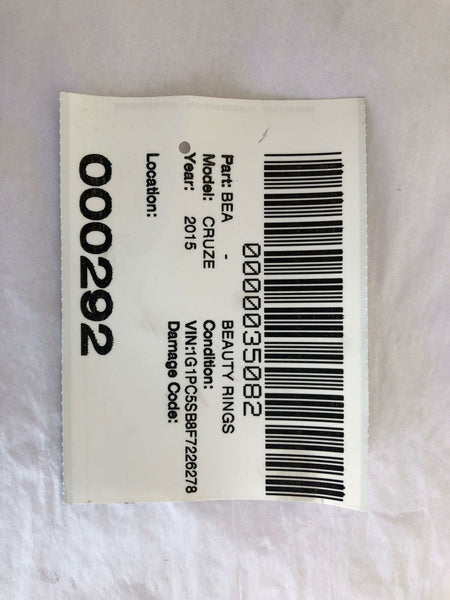 0000035082
Part: BEA - BEAUTY RINGS
Model: CRUZE Condition:
Year: 2015 VIN:1G1PC5SB8F7226278
Damage Code:
Location:
000292